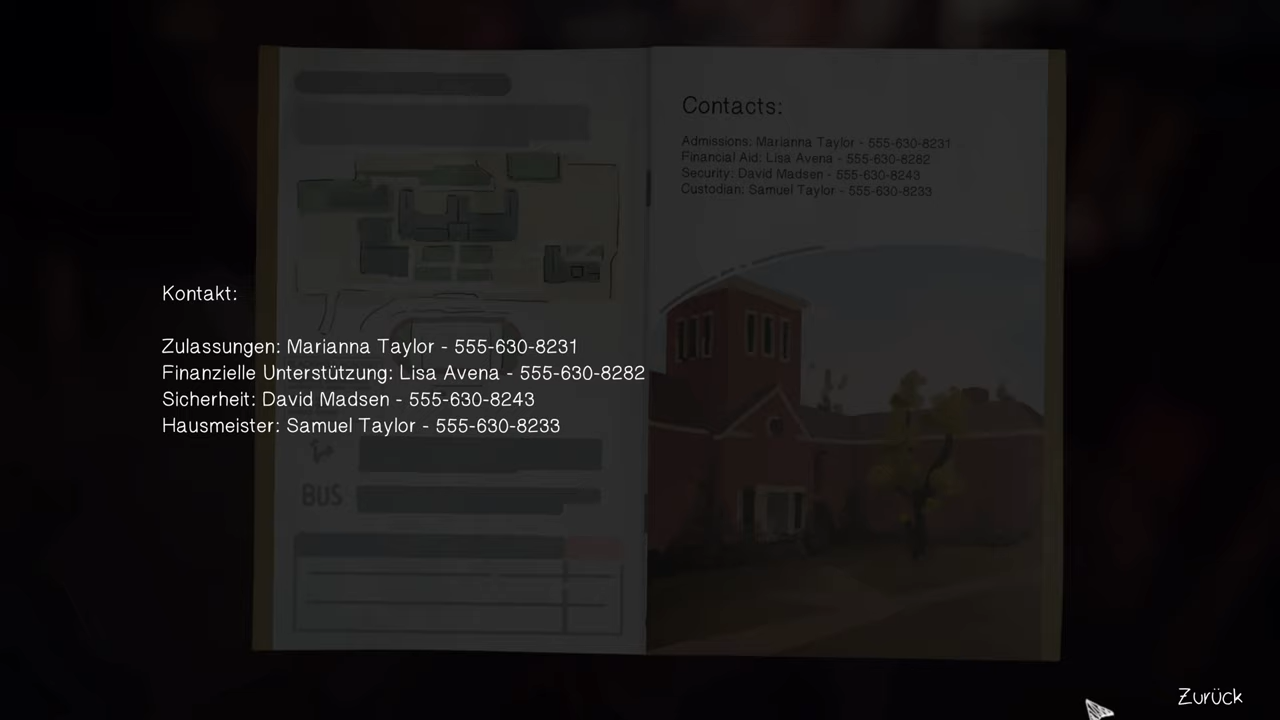 Contacts:
Admissions: Marianna Taylor - 555-630-8231
Financial Aid: Lisa Avena - 555-630-8282
Security: David Madsen - 555-630-8243
Custodian: Samuel Taylor - 555-630-8233
Kontakt:
Zulassungen: Marianna Taylor - 555-630-8231
Finanzielle Unterstützung: Lisa Avena - 555-630-8282
Sicherheit: David Madsen - 555-630-8243
Hausmeister: Samuel Taylor - 555-630-8233
BUS
Zurück